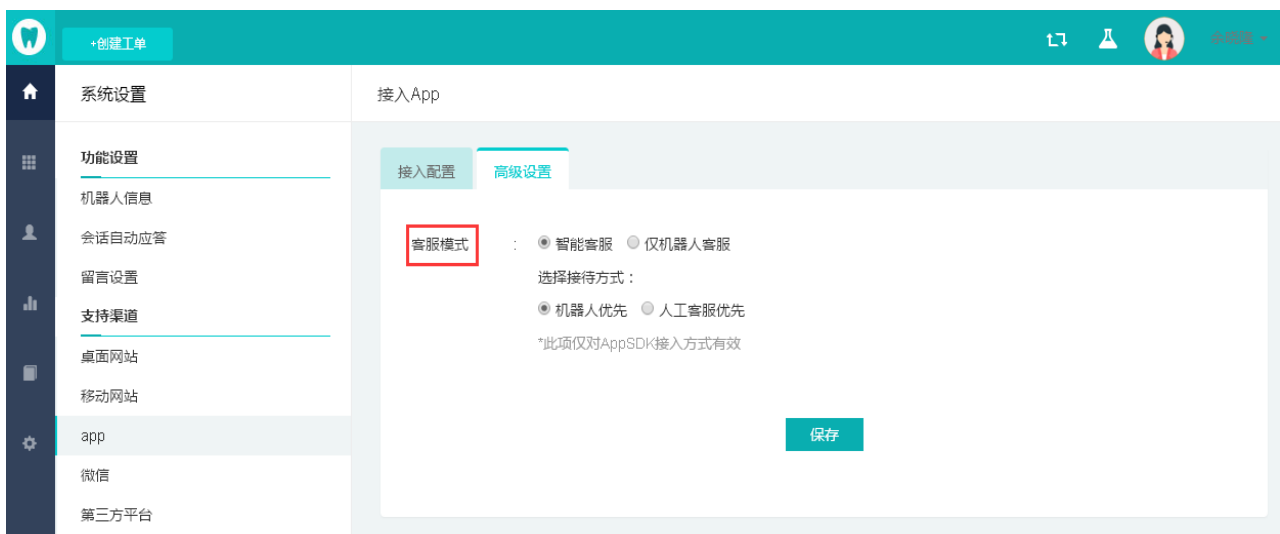 +创建工单
系统设置
接入App
功能设置
机器人信息
会话自动应答
留言设置
支持渠道
桌面网站
移动网站
app
微信
第三方平台
接入配置 高级设置
客服模式 : 智能客服 仅机器人客服
选择接待方式：
机器人优先 人工客服优先
*此项仅对AppSDK接入方式有效
保存